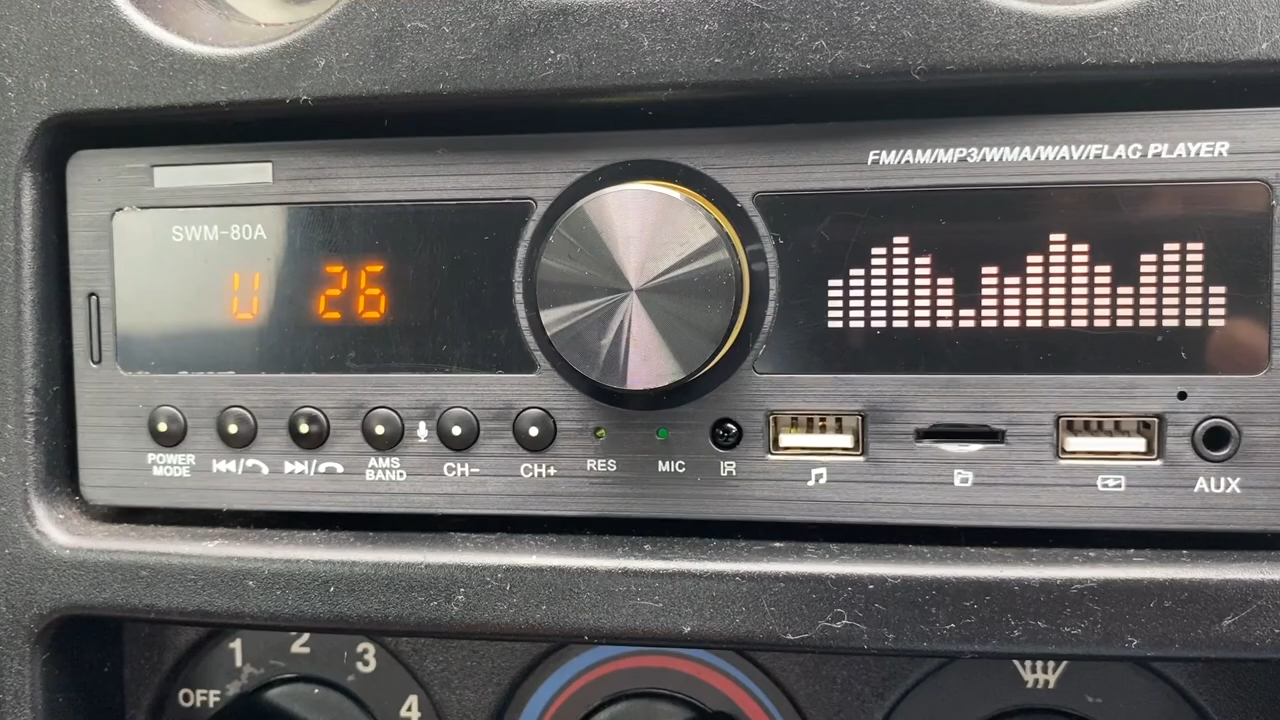 FM/AM/MP3/WMA/WAV/FLAC PLAYER
SWM-80A
U 26
POWER
MODE
AMS
BAND
CH-
CH+
RES
MIC
AUX
1 2 3
OFF
4